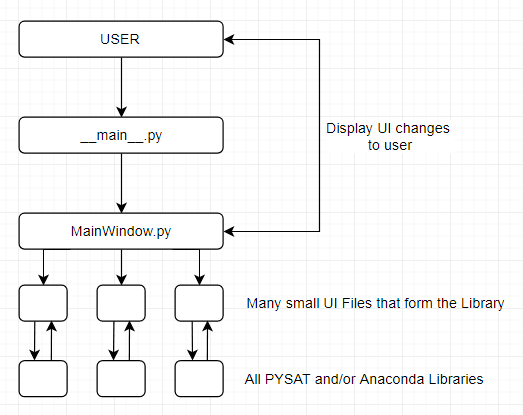 USER
__main__.py
Display UI changes
to user
MainWindow.py
Many small UI Files that form the Library
All PYSAT and/or Anaconda Libraries